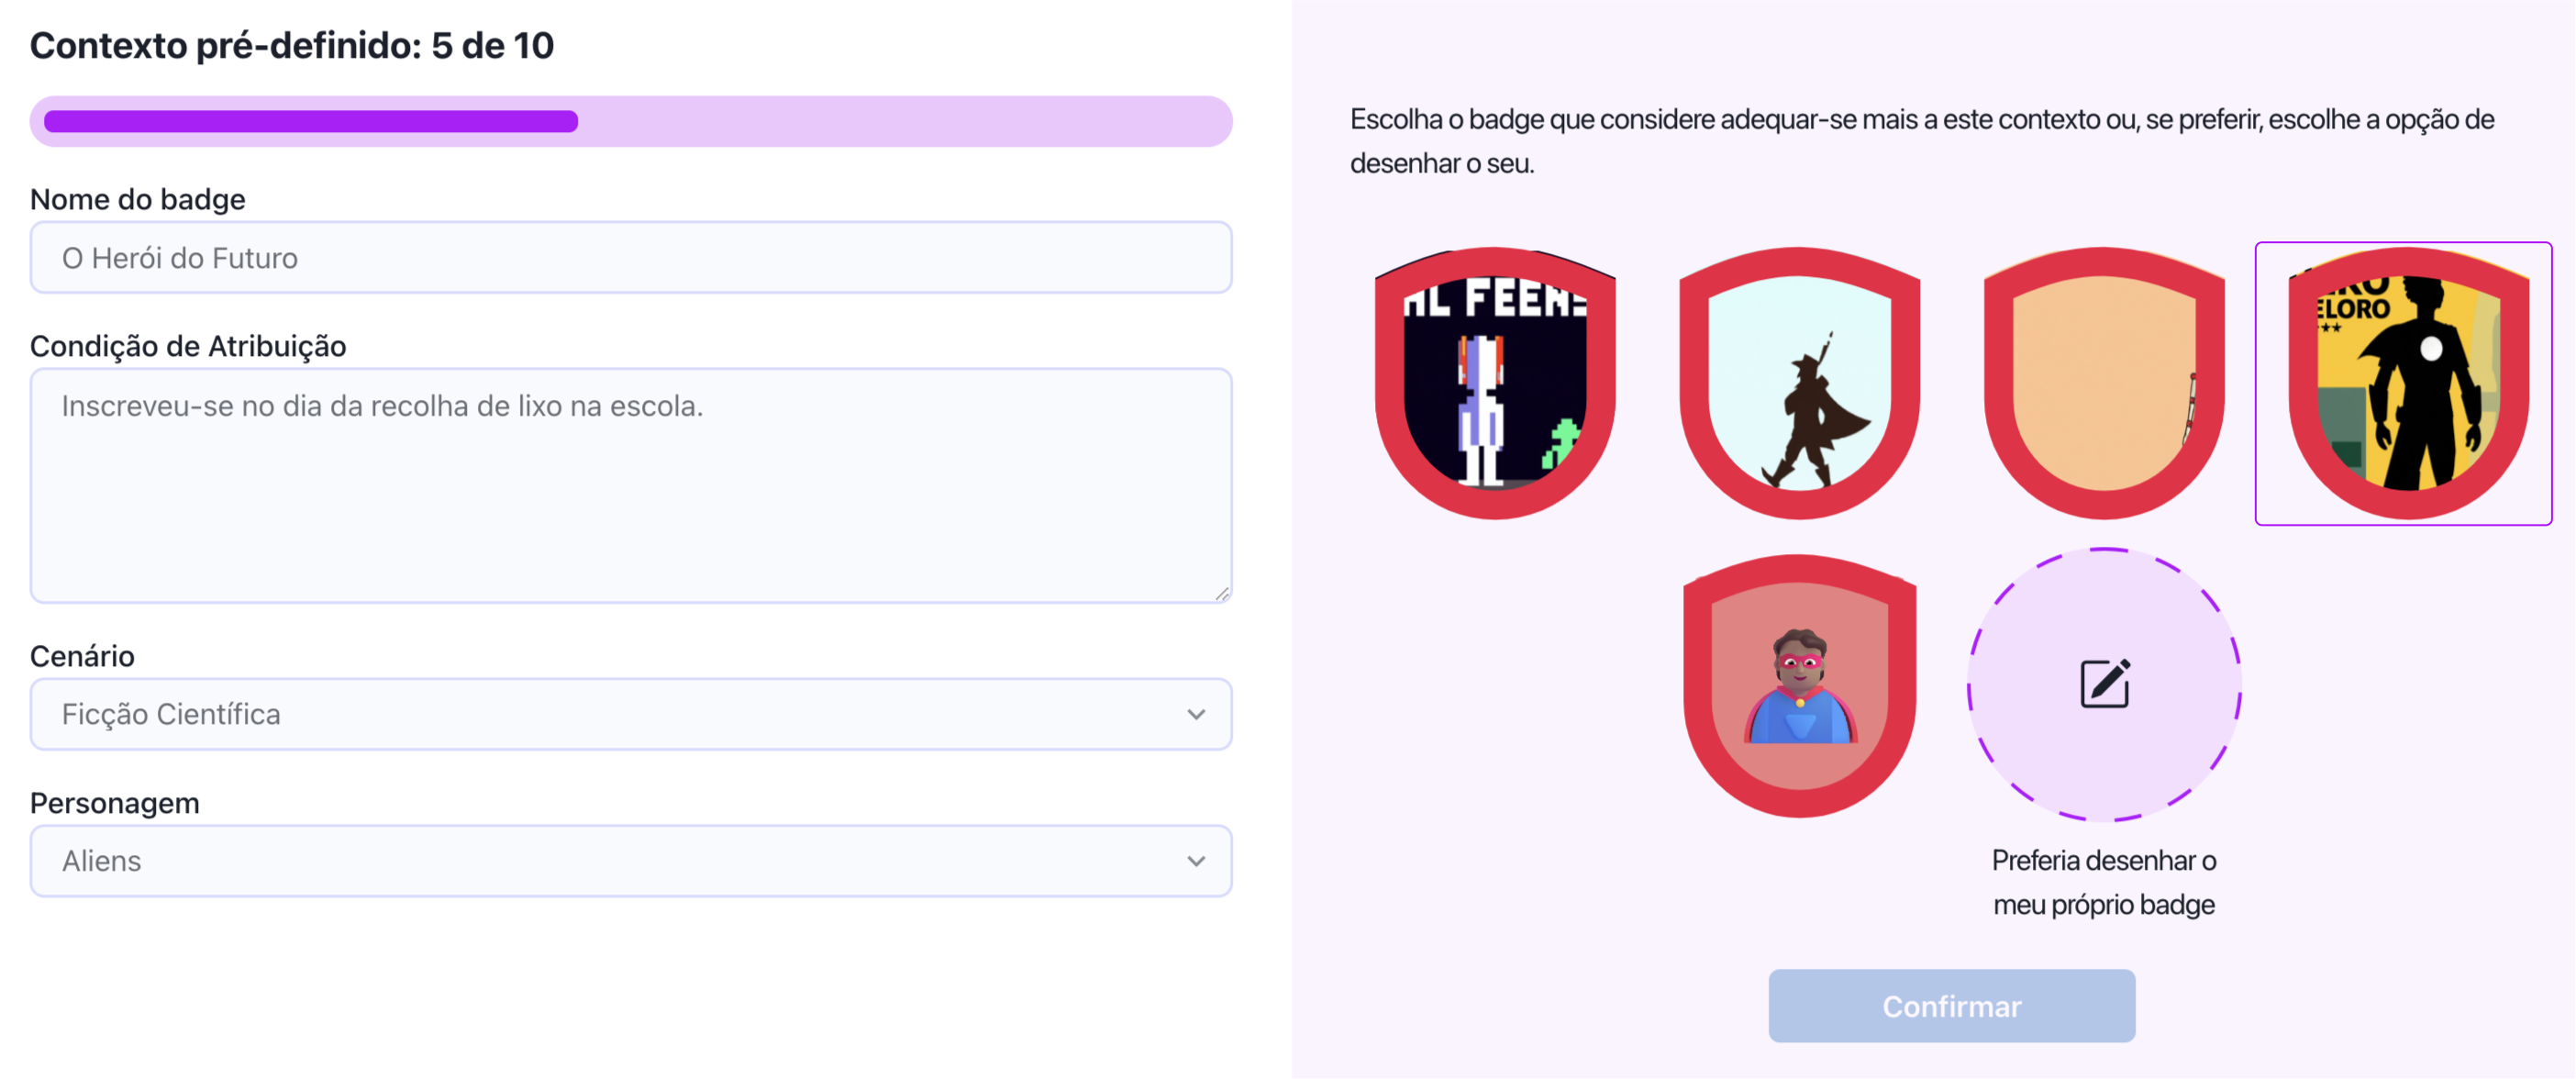 Contexto pré-definido: 5 de 10
Nome do badge
O Herói do Futuro
Condição de Atribuição
Inscreveu-se no dia da recolha de lixo na escola.
Cenário
Ficção Científica
Personagem
Aliens
Escolha o badge que considere adequar-se mais a este contexto ou, se preferir, escolhe a opção de
desenhar o seu.
AL FEENS
ELORO
Preferia desenhar o
meu próprio badge
Confirmar